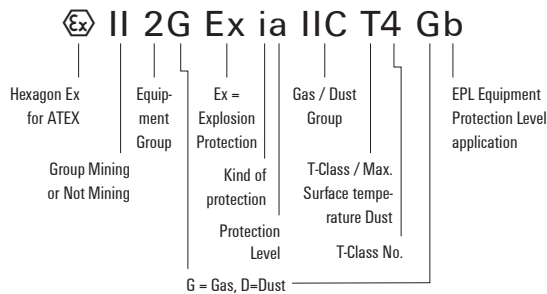 Ex II 2G Ex ia IIC T4 Gb
Hexagon Ex
for ATEX
Equip-
ment
Group
Ex =
Explosion
Protection
Gas / Dust
Group
EPL Equipment
Protection Level
application
Group Mining
or Not Mining
Kind of
protection
T-Class / Max.
Surface tempe-
rature Dust
Protection
Level
T-Class No.
G = Gas, D=Dust